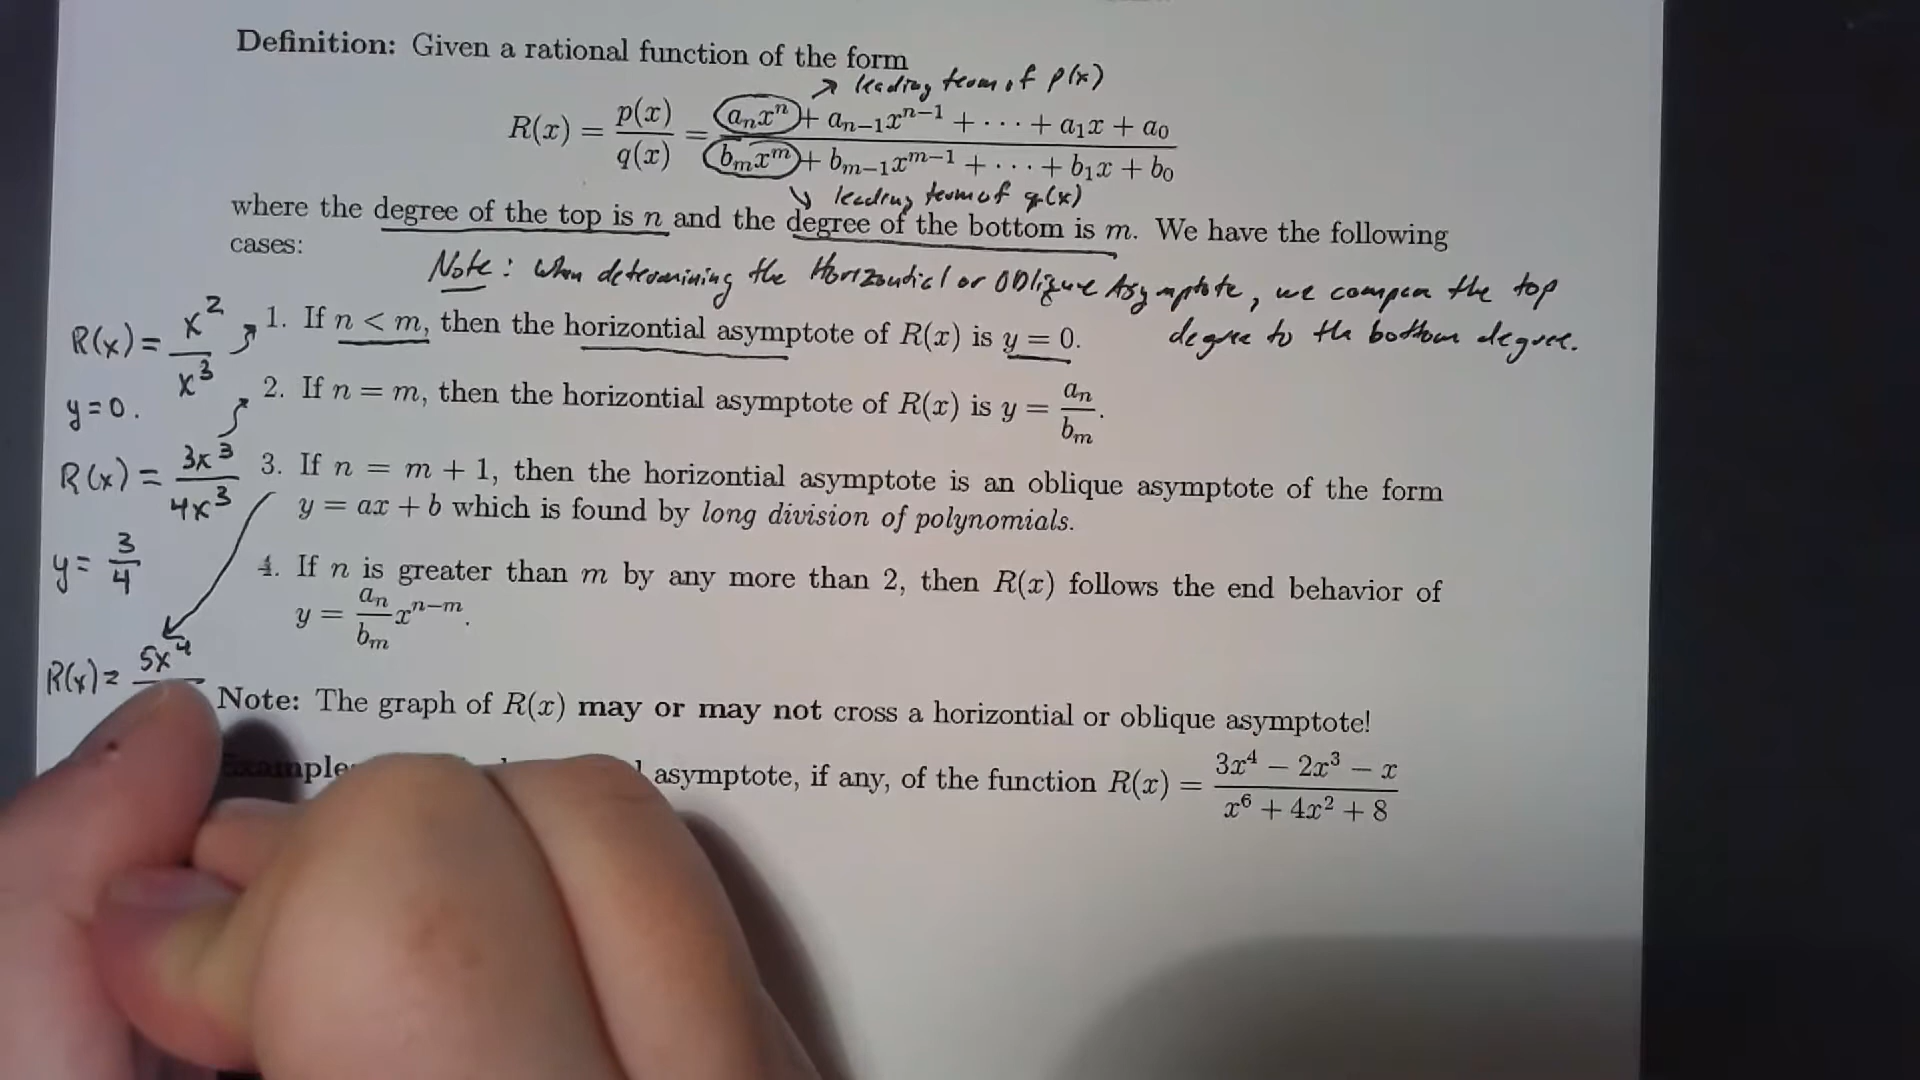 Definition: Given a rational function of the form
↗ leading term of p(x)
R(x) = p(x)/q(x) = (aₙxⁿ + aₙ₋₁xⁿ⁻¹ + · · · + a₁x + a₀)/(bₘxᵐ + bₘ₋₁xᵐ⁻¹ + · · · + b₁x + b₀)
↘ leading term of q(x)
where the degree of the top is n and the degree of the bottom is m. We have the following
cases:
Note: When determining the Horizontial or Oblique Asymptote, we compare the top
degree to the bottom degree.
R(x) = x²/x³
1. If n < m, then the horizontial asymptote of R(x) is y = 0.
y = 0.
2. If n = m, then the horizontial asymptote of R(x) is y = aₙ/bₘ.
R(x) = 3x³/4x³
3. If n = m + 1, then the horizontial asymptote is an oblique asymptote of the form
y = ax + b which is found by long division of polynomials.
y = 3/4
4. If n is greater than m by any more than 2, then R(x) follows the end behavior of
y = aₙ/bₘ xⁿ⁻ᵐ.
R(x) = 5x⁴
Note: The graph of R(x) may or may not cross a horizontial or oblique asymptote!
Example asymptote, if any, of the function R(x) = (3x⁴ − 2x³ − x)/(x⁶ + 4x² + 8)